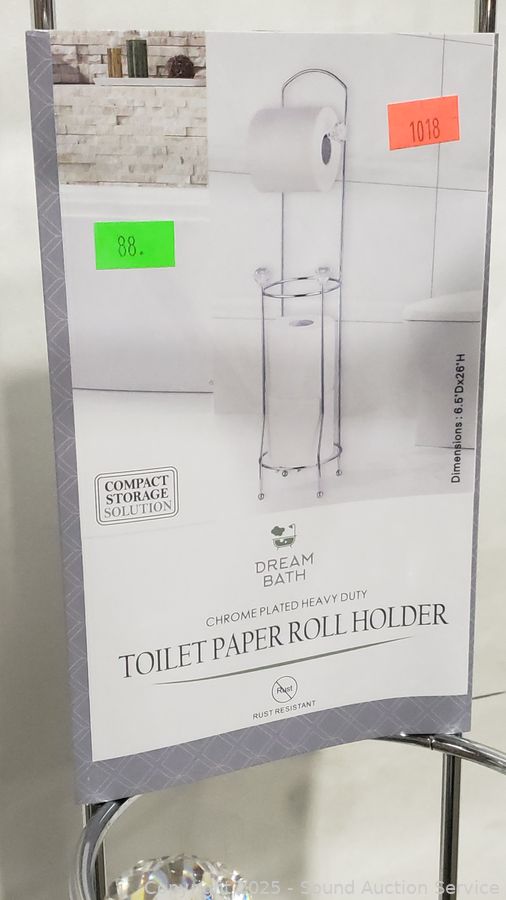 1018
88.
Dimensions : 6.5"Dx26"H
COMPACT
STORAGE
SOLUTION
DREAM
BATH
CHROME PLATED HEAVY DUTY
TOILET PAPER ROLL HOLDER
Rust
RUST RESISTANT
Copyright 2025 - Sound Auction Service